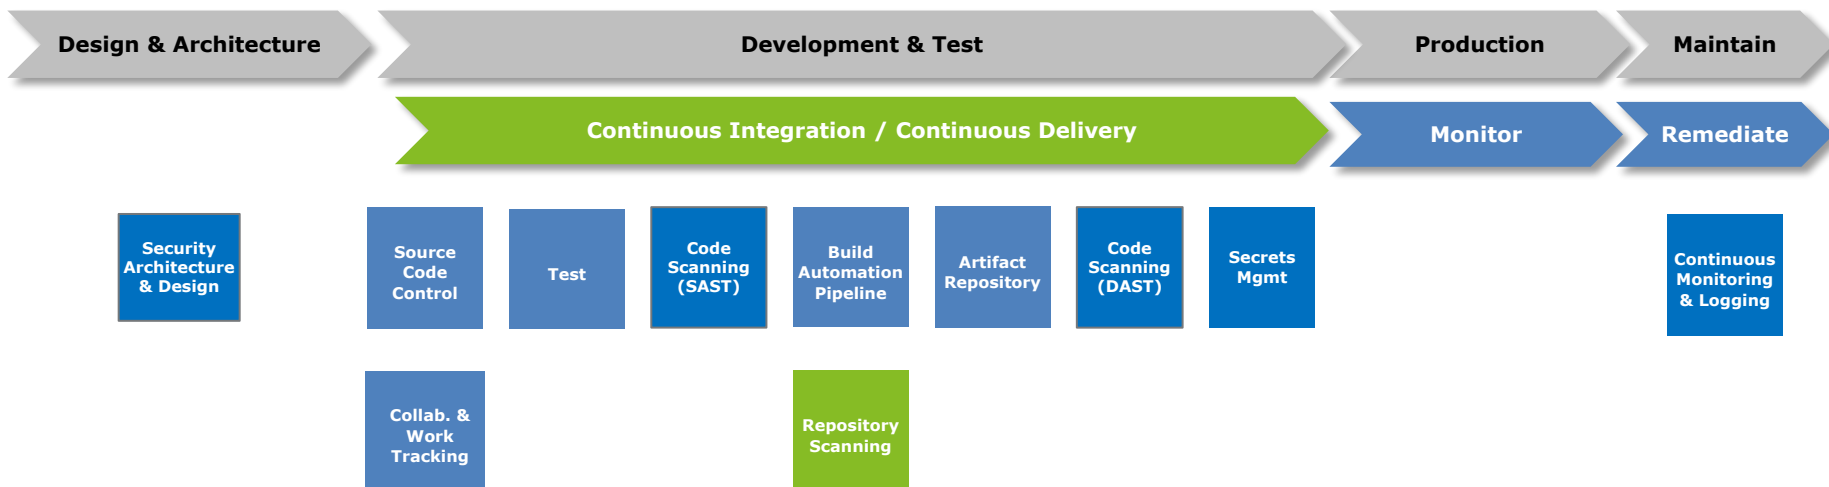 Design & Architecture
Development & Test
Production
Maintain
Continuous Integration / Continuous Delivery
Monitor
Remediate
Security
Architecture
& Design
Source
Code
Control
Test
Code
Scanning
(SAST)
Build
Automation
Pipeline
Artifact
Repository
Code
Scanning
(DAST)
Secrets
Mgmt
Continuous
Monitoring
& Logging
Collab. &
Work
Tracking
Repository
Scanning